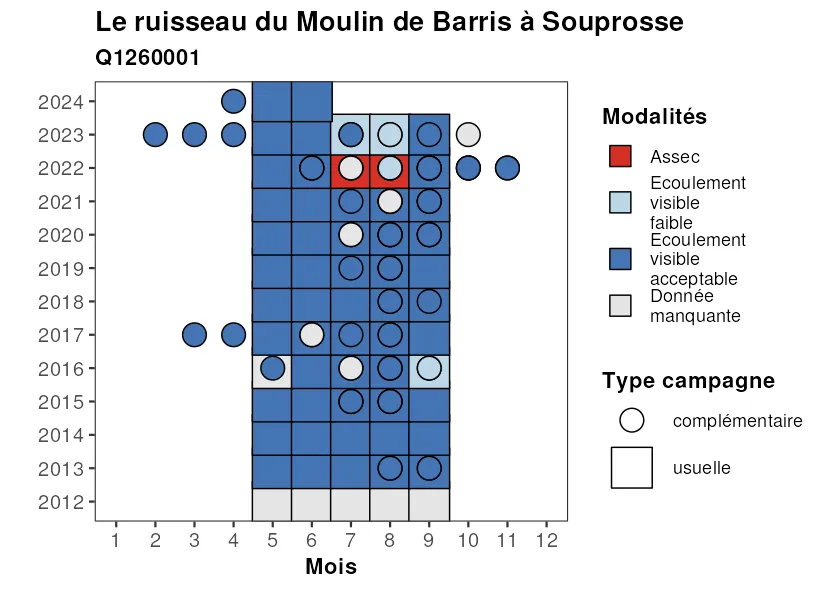 Le ruisseau du Moulin de Barris à Souprosse
Q1260001
2024
2023
2022
2021
2020
2019
2018
2017
2016
2015
2014
2013
2012
1 2 3 4 5 6 7 8 9 10 11 12
Mois
Modalités
Assec
Ecoulement
visible
faible
Ecoulement
visible
acceptable
Donnée
manquante
Type campagne
complémentaire
usuelle